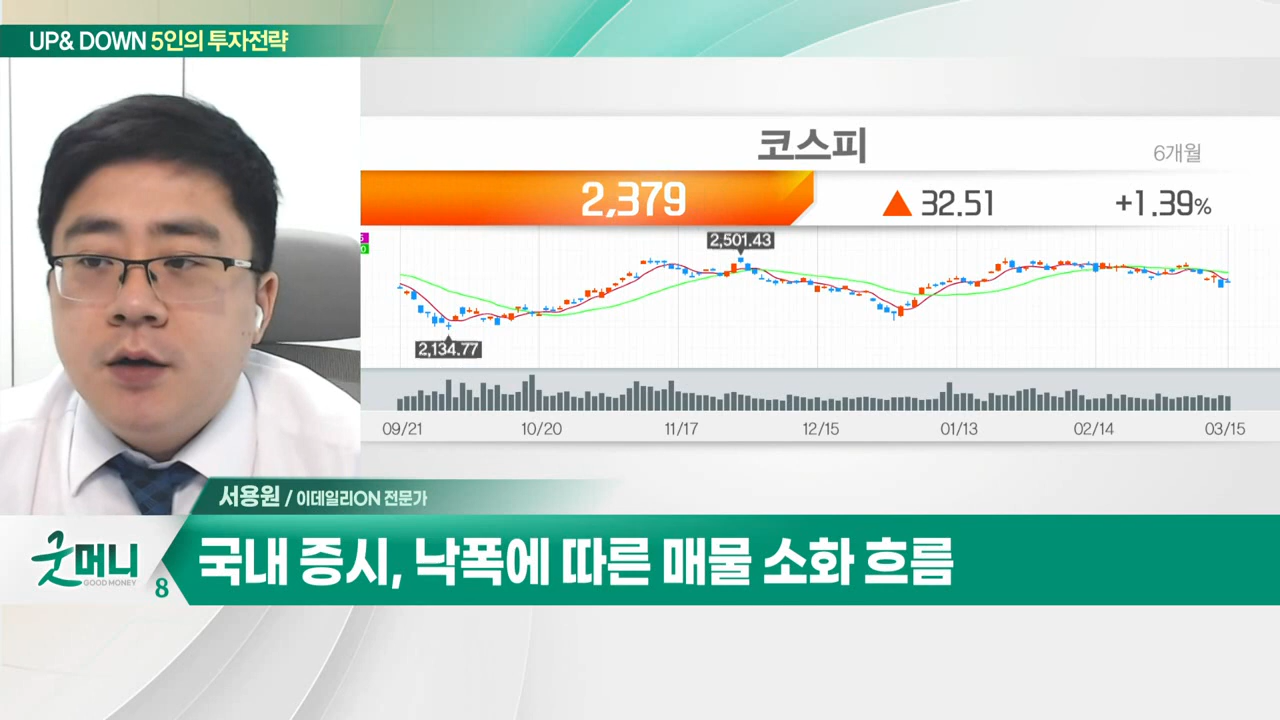 UP& DOWN 5인의 투자전략
코스피
6개월
2,379
▲ 32.51
+1.39%
2,501.43
2,134.77
09/21 10/20 11/17 12/15 01/13 02/14 03/15
서용원 / 이데일리ON 전문가
굿머니
GOOD MONEY
8
국내 증시, 낙폭에 따른 매물 소화 흐름